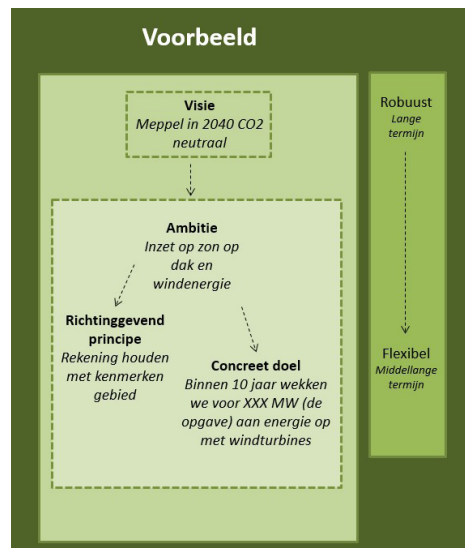 Voorbeeld
Visie
Meppel in 2040 CO2
neutraal
Ambitie
Inzet op zon op
dak en
windenergie
Richtinggevend
principe
Rekening houden
met kenmerken
gebied
Concreet doel
Binnen 10 jaar wekken
we voor XXX MW (de
opgave) aan energie op
met windturbines
Robuust
Lange
termijn
Flexibel
Middellange
termijn